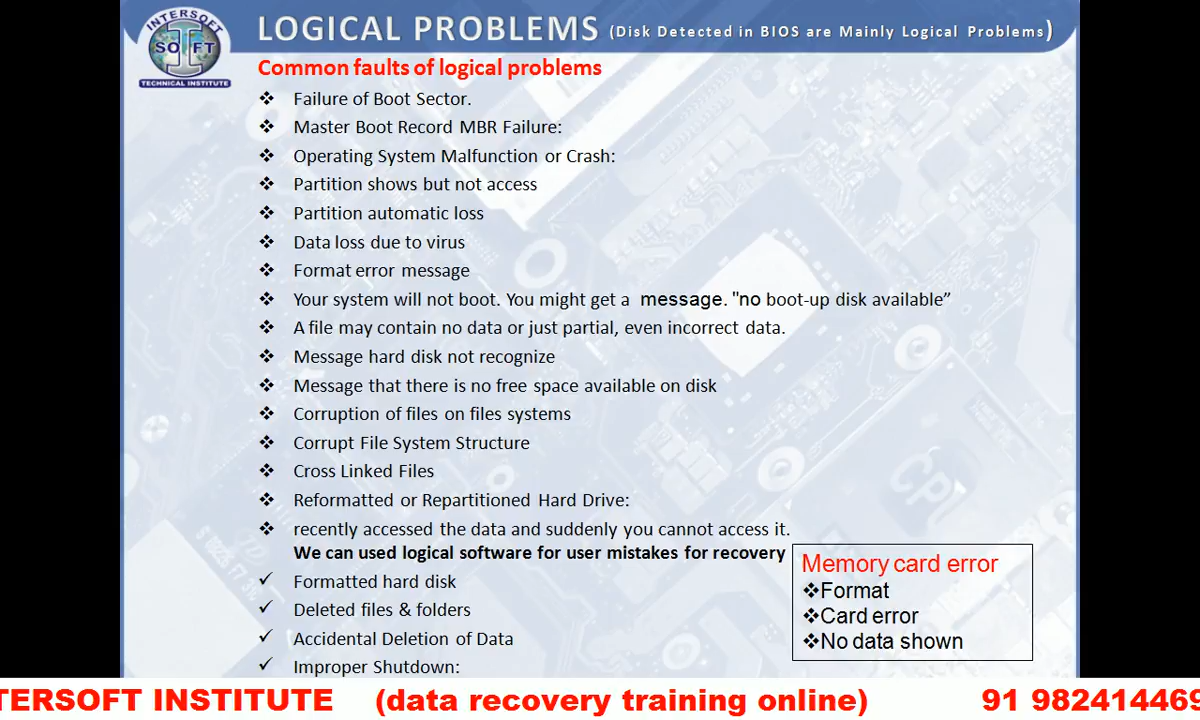 INTERSOFT
SOFT
TECHNICAL INSTITUTE
LOGICAL PROBLEMS (Disk Detected in BIOS are Mainly Logical Problems)
Common faults of logical problems
❖ Failure of Boot Sector.
❖ Master Boot Record MBR Failure:
❖ Operating System Malfunction or Crash:
❖ Partition shows but not access
❖ Partition automatic loss
❖ Data loss due to virus
❖ Format error message
❖ Your system will not boot. You might get a message. "no boot-up disk available”
❖ A file may contain no data or just partial, even incorrect data.
❖ Message hard disk not recognize
❖ Message that there is no free space available on disk
❖ Corruption of files on files systems
❖ Corrupt File System Structure
❖ Cross Linked Files
❖ Reformatted or Repartitioned Hard Drive:
❖ recently accessed the data and suddenly you cannot access it.
We can used logical software for user mistakes for recovery
✓ Formatted hard disk
✓ Deleted files & folders
✓ Accidental Deletion of Data
✓ Improper Shutdown:
Memory card error
❖Format
❖Card error
❖No data shown
TERSOFT INSTITUTE (data recovery training online) 91 982414469